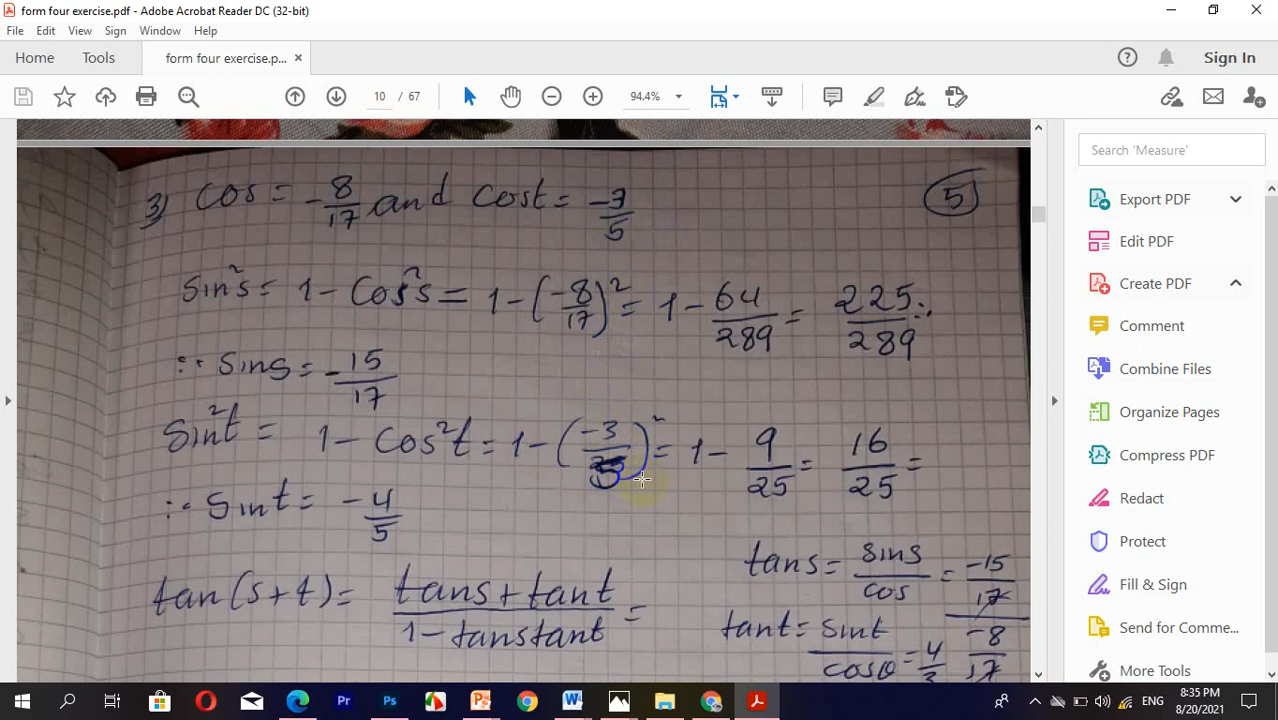 form four exercise.pdf - Adobe Acrobat Reader DC (32-bit)
File Edit View Sign Window Help
Home Tools form four exercise.p... × Sign In
10 / 67 94.4%
3) Cos = -8/17 and Cost = -3/5 5
Sin²s = 1 - Cos²s = 1 - (-8/17)² = 1 - 64/289 = 225/289 ∴
∵ Sins = -15/17
Sin²t = 1 - Cos²t = 1 - (-3/5)² = 1 - 9/25 = 16/25 =
∵ Sint = -4/5
tan(s+t) = tans + tant / 1 - tanstant =
tans = sins/cos = -15/17 / -8/17
tant = sint/cosθ = 4/3
Search 'Measure'
Export PDF
Edit PDF
Create PDF
Comment
Combine Files
Organize Pages
Compress PDF
Redact
Protect
Fill & Sign
Send for Comme...
More Tools
Pr Ps ENG 8:35 PM
8/20/2021